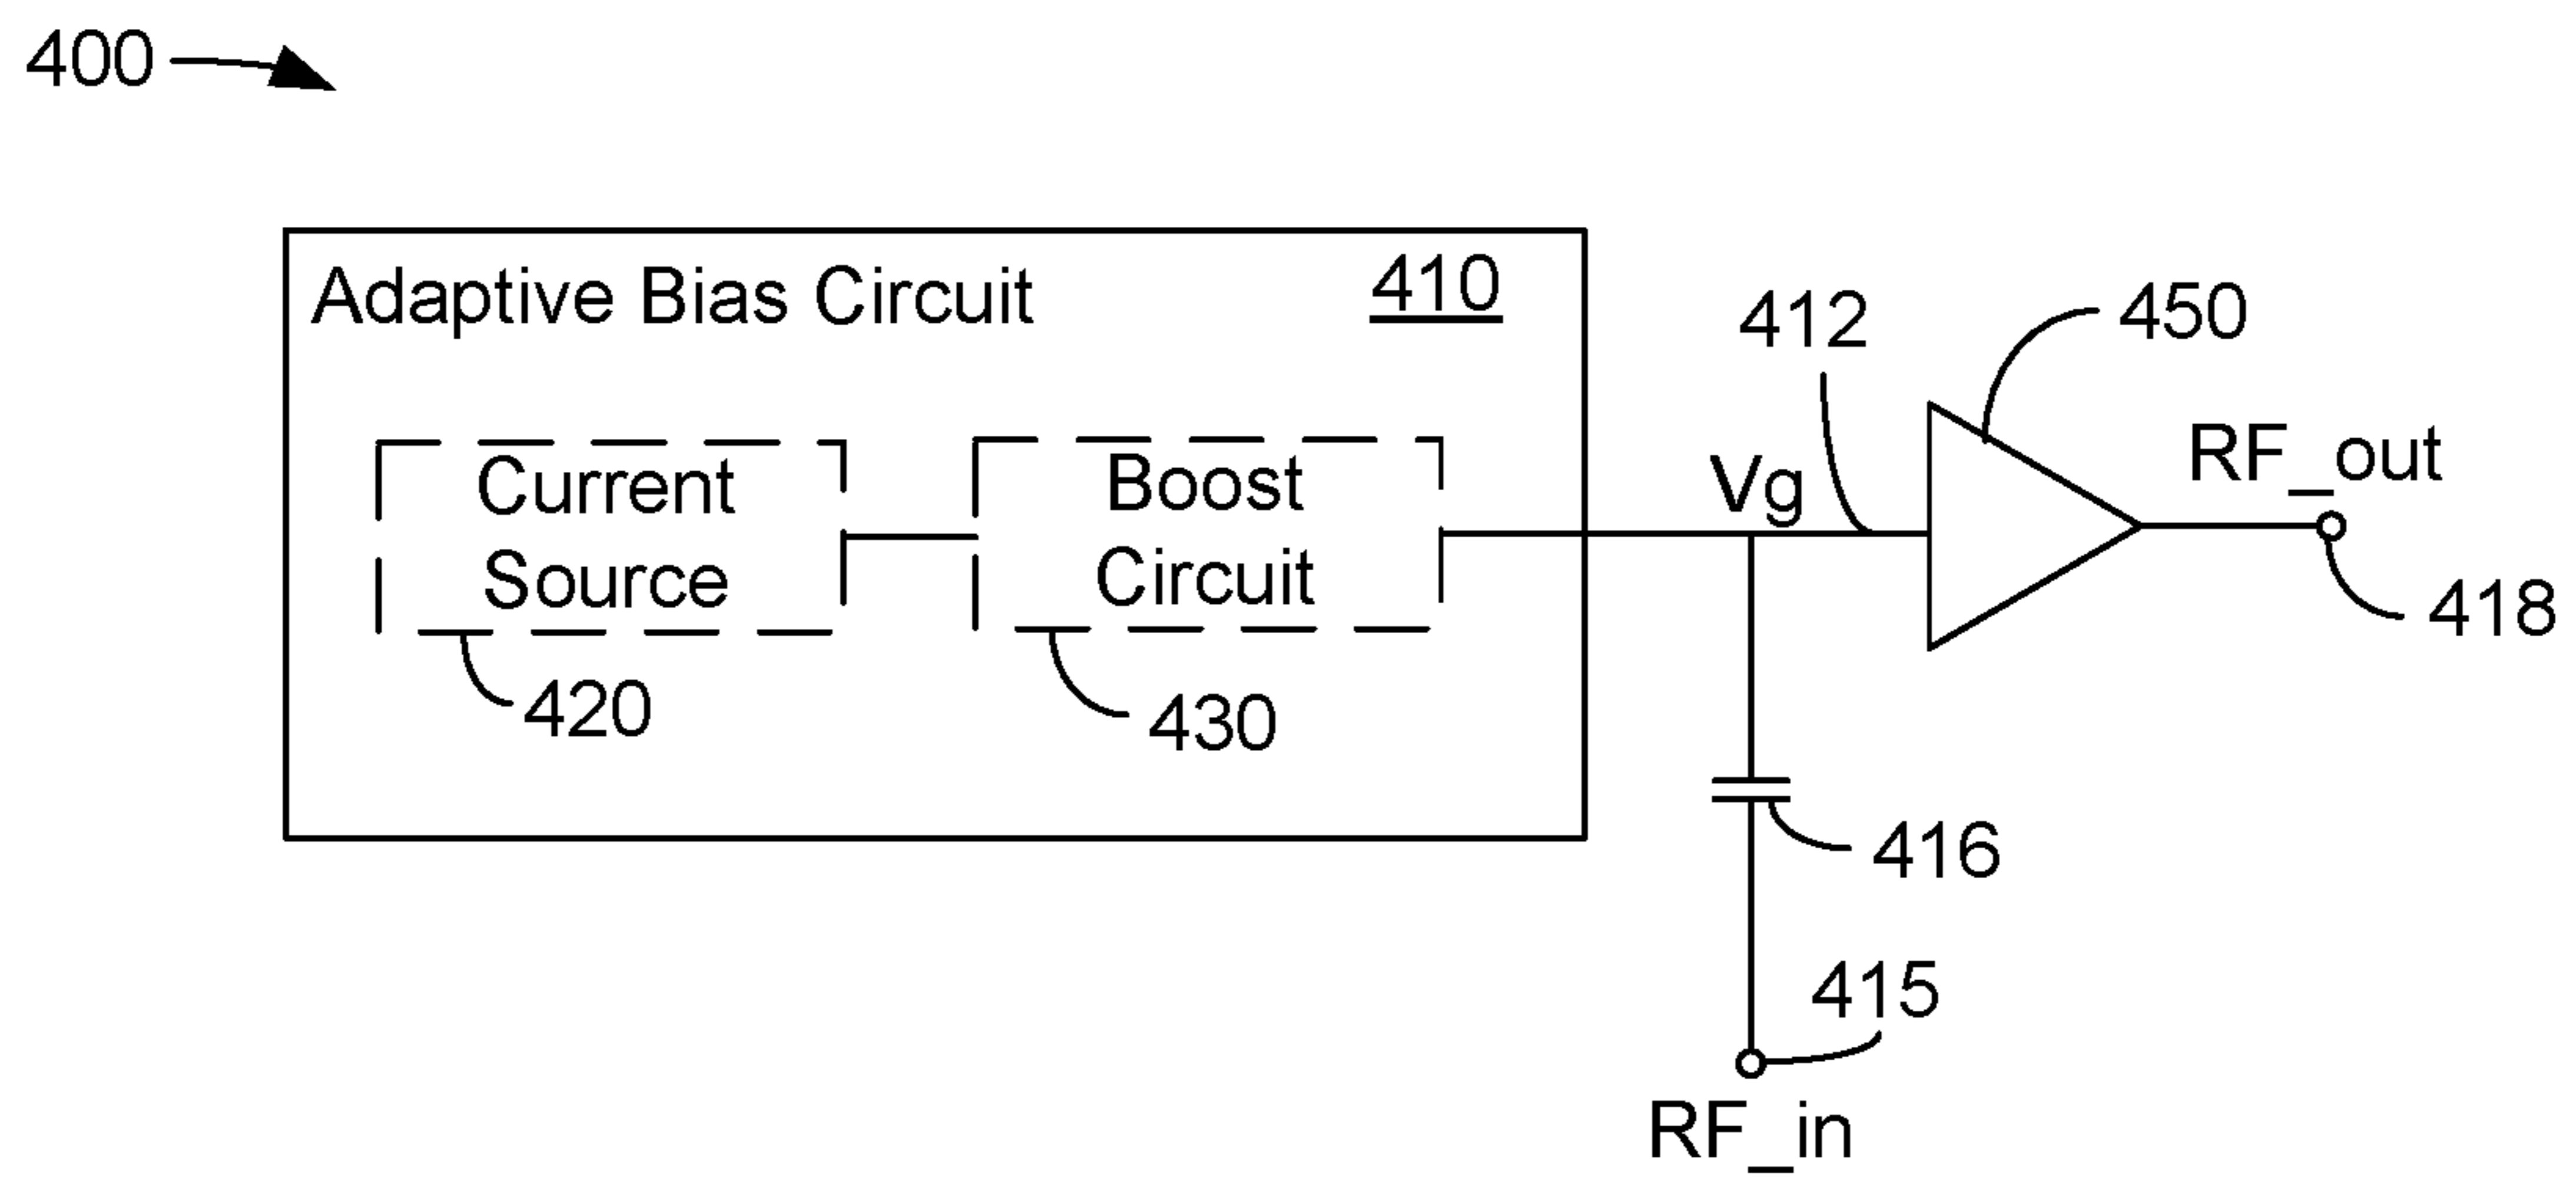 400
Adaptive Bias Circuit 410
412
450
Current
Source
Boost
Circuit
Vg
RF_out
418
420
430
416
415
RF_in